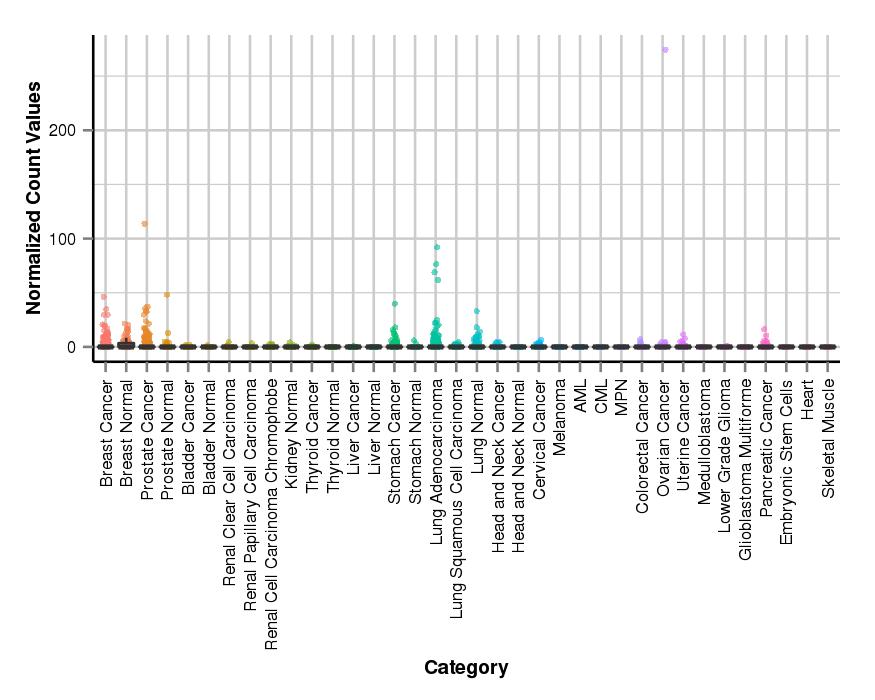 Normalized Count Values
200
100
0
Breast Cancer
Breast Normal
Prostate Cancer
Prostate Normal
Bladder Cancer
Bladder Normal
Renal Clear Cell Carcinoma
Renal Papillary Cell Carcinoma
Renal Cell Carcinoma Chromophobe
Kidney Normal
Thyroid Cancer
Thyroid Normal
Liver Cancer
Liver Normal
Stomach Cancer
Stomach Normal
Lung Adenocarcinoma
Lung Squamous Cell Carcinoma
Lung Normal
Head and Neck Cancer
Head and Neck Normal
Cervical Cancer
Melanoma
AML
CML
MPN
Colorectal Cancer
Ovarian Cancer
Uterine Cancer
Medulloblastoma
Lower Grade Glioma
Glioblastoma Multiforme
Pancreatic Cancer
Embryonic Stem Cells
Heart
Skeletal Muscle
Category